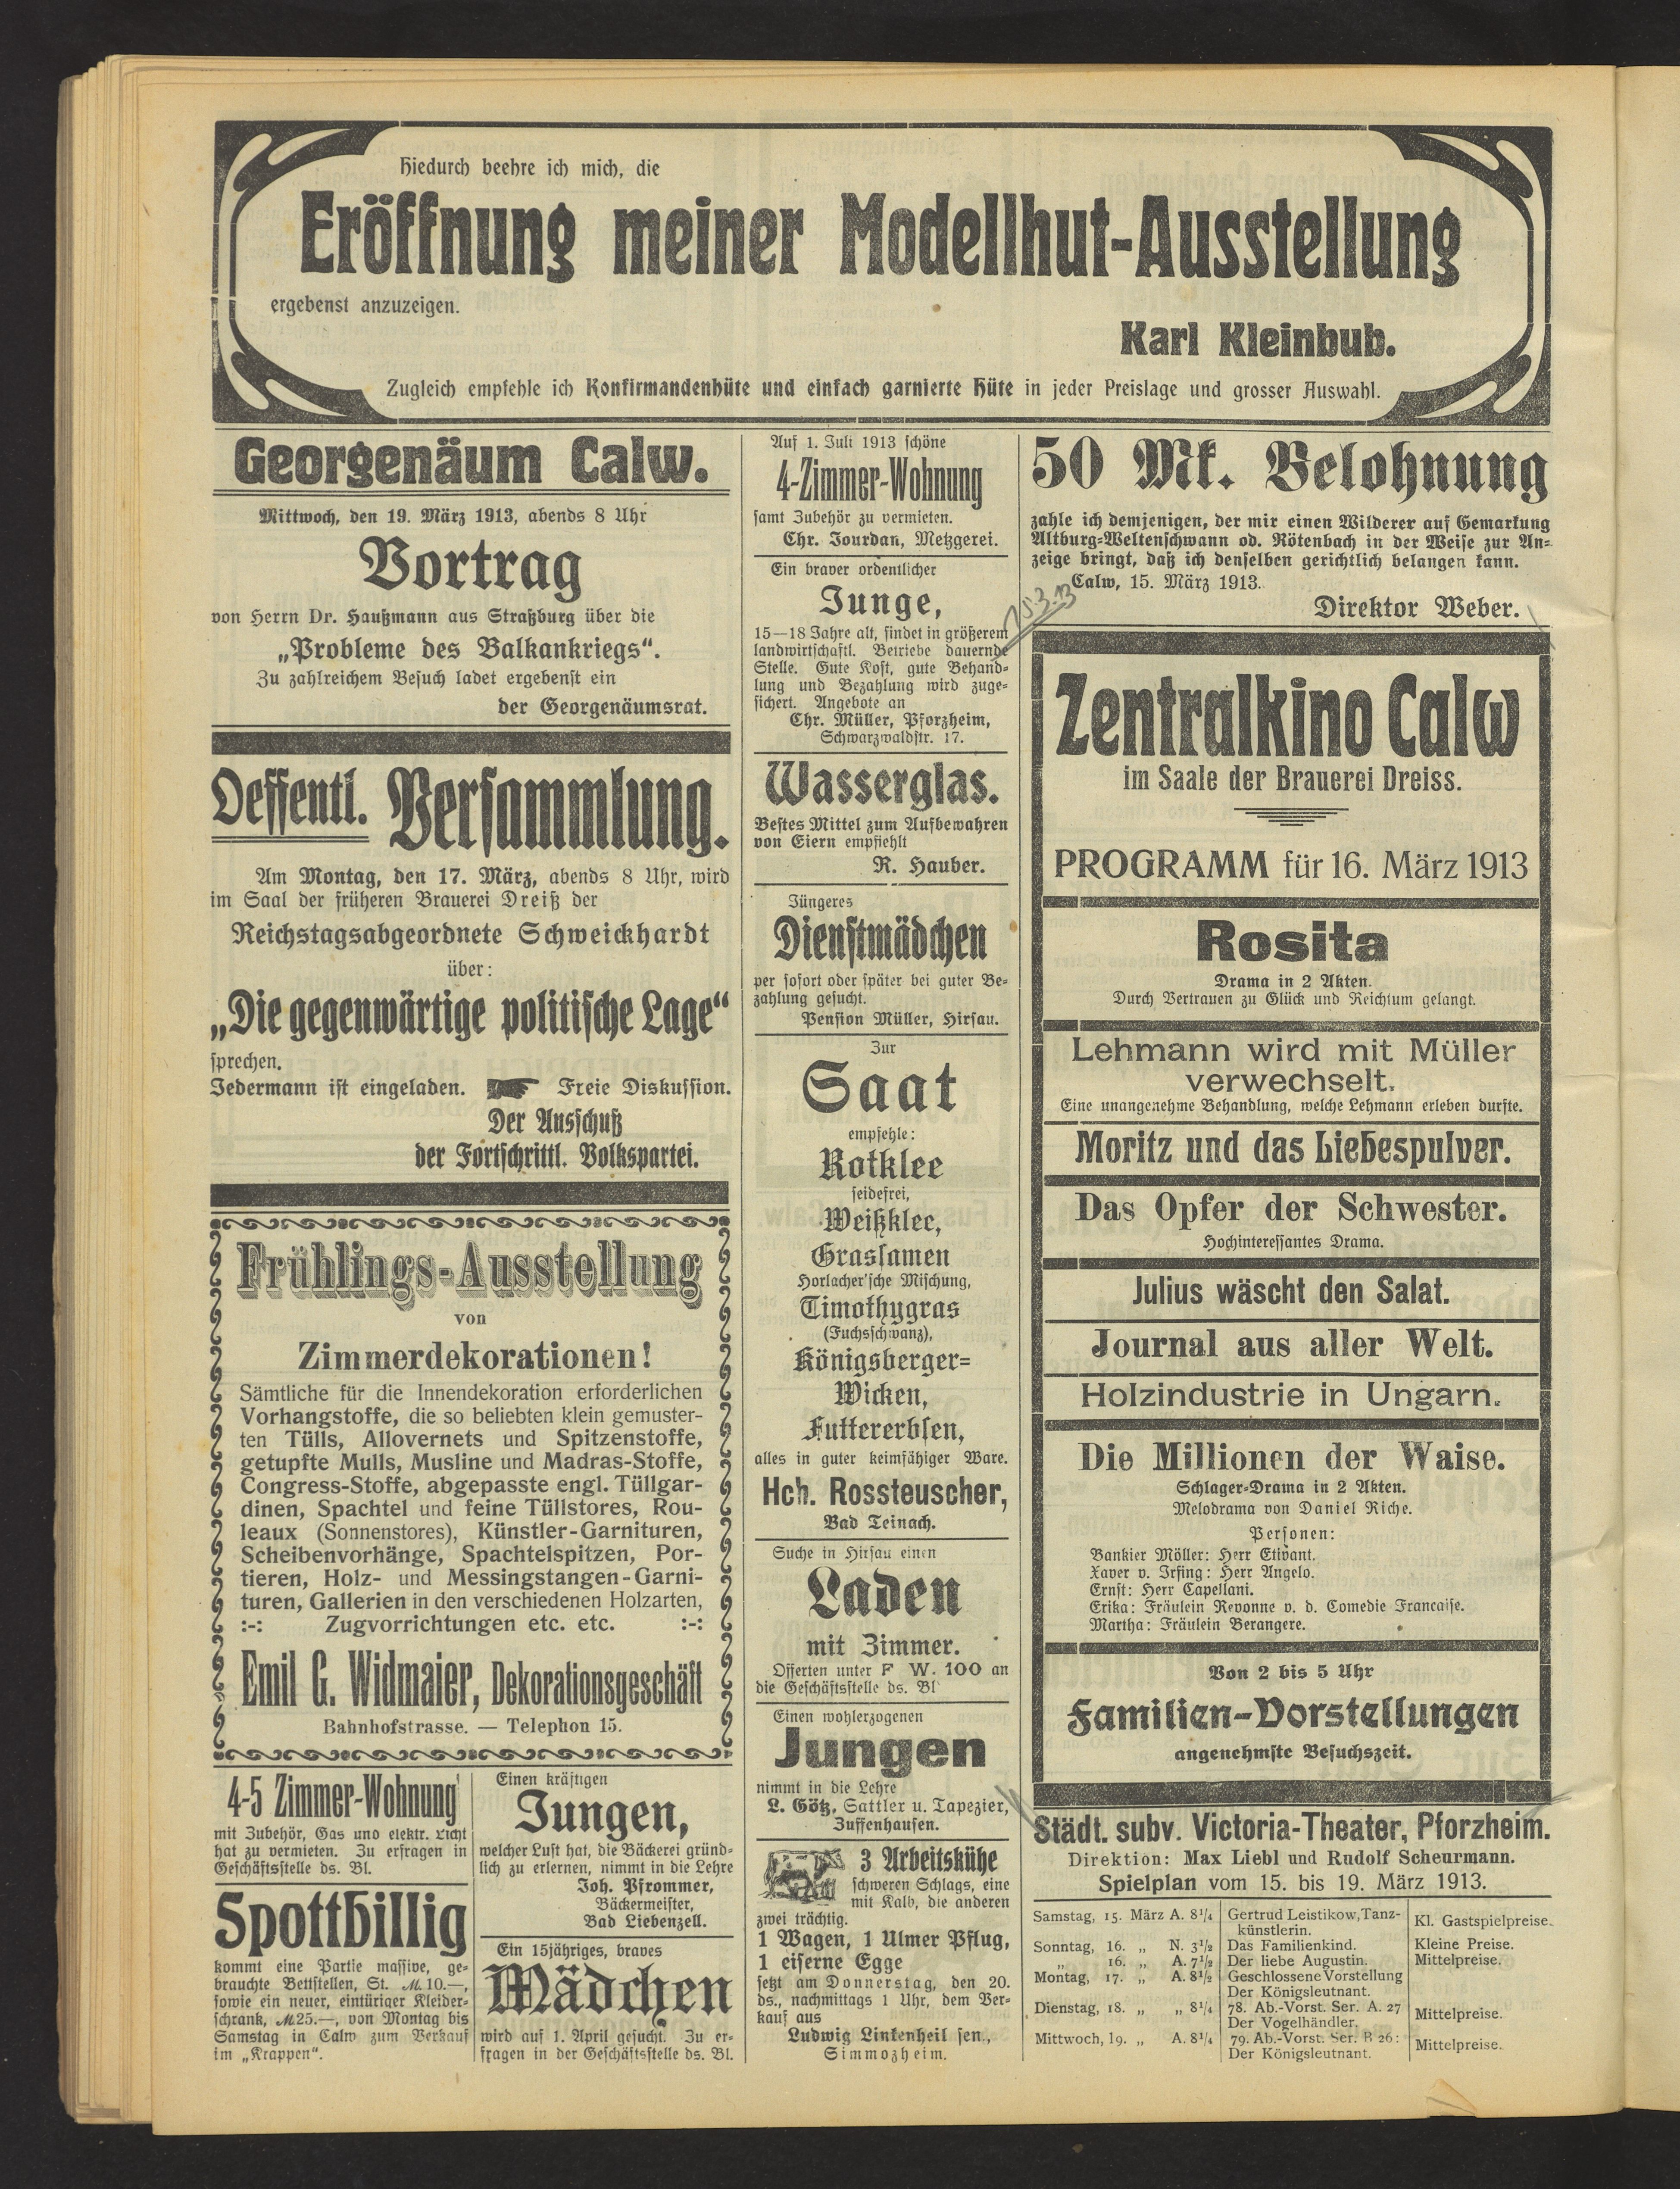 Hiedurch beehre ich mich, die
Eröffnung meiner Modellhut-Ausstellung
ergebenst anzuzeigen.
Karl Kleinbub.
Zugleich empfehle ich Konfirmandenhüte und einfach garnierte Hüte in jeder Preislage und grosser Auswahl.
Georgenäum Calw.
Mittwoch, den 19. März 1913, abends 8 Uhr
Vortrag
von Herrn Dr. Haußmann aus Straßburg über die
„Probleme des Balkankriegs“.
Zu zahlreichem Besuch ladet ergebenst ein
der Georgenäumsrat.
Oeffentl. Versammlung.
Am Montag, den 17. März, abends 8 Uhr, wird
im Saal der früheren Brauerei Dreiß der
Reichstagsabgeordnete Schweickhardt
über:
„Die gegenwärtige politische Lage“
sprechen.
Jedermann ist eingeladen. Freie Diskussion.
Der Ausschuß
der Fortschrittl. Volkspartei.
Frühlings-Ausstellung
von
Zimmerdekorationen!
Sämtliche für die Innendekoration erforderlichen
Vorhangstoffe, die so beliebten klein gemuster-
ten Tülls, Allovernets und Spitzenstoffe,
getupfte Mulls, Musline und Madras-Stoffe,
Congress-Stoffe, abgepasste engl. Tüllgar-
dinen, Spachtel und feine Tüllstores, Rou-
leaux (Sonnenstores), Künstler-Garnituren,
Scheibenvorhänge, Spachtelspitzen, Por-
tieren, Holz- und Messingstangen-Garni-
turen, Gallerien in den verschiedenen Holzarten,
:-: Zugvorrichtungen etc. etc. :-:
Emil G. Widmaier, Dekorationsgeschäft
Bahnhofstrasse. — Telephon 15.
4-5 Zimmer-Wohnung
mit Zubehör, Gas und elektr. Licht
hat zu vermieten. Zu erfragen in
Geschäftsstelle ds. Bl.
Spottbillig
kommt eine Partie massive, ge-
brauchte Bettstellen, St. M. 10.—,
sowie ein neuer, eintüriger Kleider-
schrank, M 25.—, von Montag bis
Samstag in Calw zum Verkauf
im „Krappen“.
Einen kräftigen
Jungen,
welcher Lust hat, die Bäckerei gründ-
lich zu erlernen, nimmt in die Lehre
Joh. Pfrommer,
Bäckermeister,
Bad Liebenzell.
Ein 15jähriges, braves
Mädchen
wird auf 1. April gesucht. Zu er-
fragen in der Geschäftsstelle ds. Bl.
Auf 1. Juli 1913 schöne
4-Zimmer-Wohnung
samt Zubehör zu vermieten.
Chr. Jourdan, Metzgerei.
Ein braver ordentlicher
Junge,
15—18 Jahre alt, findet in größerem
landwirtschaftl. Betriebe dauernde
Stelle. Gute Kost, gute Behand-
lung und Bezahlung wird zuge-
sichert. Angebote an
Chr. Müller, Pforzheim,
Schwarzwaldstr. 17.
Wasserglas.
Bestes Mittel zum Aufbewahren
von Eiern empfiehlt
R. Hauber.
Jüngeres
Dienstmädchen
per sofort oder später bei guter Be-
zahlung gesucht.
Pension Müller, Hirsau.
Zur
Saat
empfehle:
Rotklee
seidefrei,
Weißklee,
Grassamen
Horlacher'sche Mischung,
Timothygras
(Fuchsschwanz),
Königsberger-
Wicken,
Futtererbsen,
alles in guter keimfähiger Ware.
Hch. Rossteuscher,
Bad Teinach.
Suche in Hirsau einen
Laden
mit Zimmer.
Offerten unter F W. 100 an
die Geschäftsstelle ds. Bl
Einen wohlerzogenen
Jungen
nimmt in die Lehre
L. Götz, Sattler u. Tapezier,
Zuffenhausen.
3 Arbeitskühe
schweren Schlags, eine
mit Kalb, die anderen
zwei trächtig.
1 Wagen, 1 Ulmer Pflug,
1 eiserne Egge
setzt am Donnerstag, den 20.
ds., nachmittags 1 Uhr, dem Ver-
kauf aus
Ludwig Linkenheil sen.,
Simmozheim.
50 Mk. Belohnung
zahle ich demjenigen, der mir einen Wilderer auf Gemarkung
Altburg-Weltenschwann od. Rötenbach in der Weise zur An-
zeige bringt, daß ich denselben gerichtlich belangen kann.
Calw, 15. März 1913.
Direktor Weber.
15.3.13
Zentralkino Calw
im Saale der Brauerei Dreiss.
PROGRAMM für 16. März 1913
Rosita
Drama in 2 Akten.
Durch Vertrauen zu Glück und Reichtum gelangt.
Lehmann wird mit Müller
verwechselt.
Eine unangenehme Behandlung, welche Lehmann erleben durfte.
Moritz und das Liebespulver.
Das Opfer der Schwester.
Hochinteressantes Drama.
Julius wäscht den Salat.
Journal aus aller Welt.
Holzindustrie in Ungarn.
Die Millionen der Waise.
Schlager-Drama in 2 Akten.
Melodrama von Daniel Riche.
Personen:
Bankier Möller: Herr Etivant.
Xaver v. Irfing: Herr Angelo.
Ernst: Herr Capellani.
Erika: Fräulein Revonne v. d. Comedie Francaise.
Martha: Fräulein Berangere.
Von 2 bis 5 Uhr
Familien-Vorstellungen
angenehmste Besuchszeit.
Städt. subv. Victoria-Theater, Pforzheim.
Direktion: Max Liebl und Rudolf Scheurmann.
Spielplan vom 15. bis 19. März 1913.
Samstag, 15. März A. 8¼ Gertrud Leistikow, Tanz-
künstlerin. Kl. Gastspielpreise.
Sonntag, 16. „ N. 3½ Das Familienkind. Kleine Preise.
„ 16. „ A. 7½ Der liebe Augustin. Mittelpreise.
Montag, 17. „ A. 8½ Geschlossene Vorstellung
Der Königsleutnant.
Dienstag, 18. „ „ 8¼ 78. Ab.-Vorst. Ser. A. 27
Der Vogelhändler. Mittelpreise.
Mittwoch, 19. „ A. 8¼ 79. Ab.-Vorst. Ser. B 26:
Der Königsleutnant. Mittelpreise.